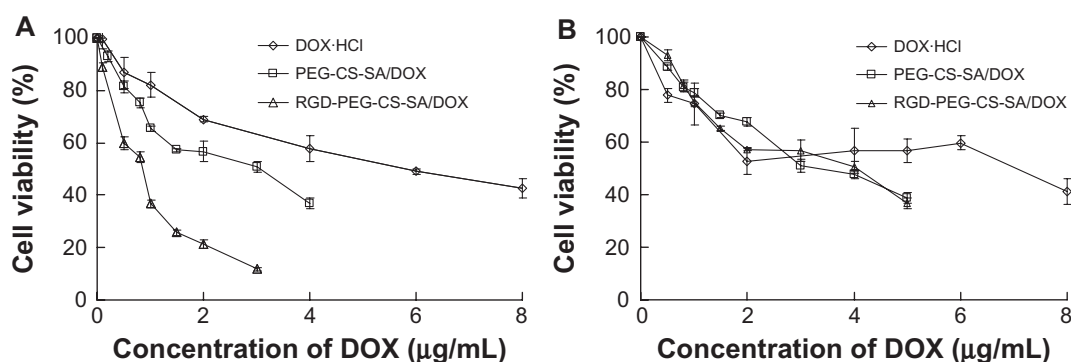 A
B
DOX·HCl
PEG-CS-SA/DOX
RGD-PEG-CS-SA/DOX
DOX·HCl
PEG-CS-SA/DOX
RGD-PEG-CS-SA/DOX
Cell viability (%)
100
80
60
40
20
0
0 2 4 6 8
Concentration of DOX (µg/mL)
Cell viability (%)
100
80
60
40
20
0
0 2 4 6 8
Concentration of DOX (µg/mL)